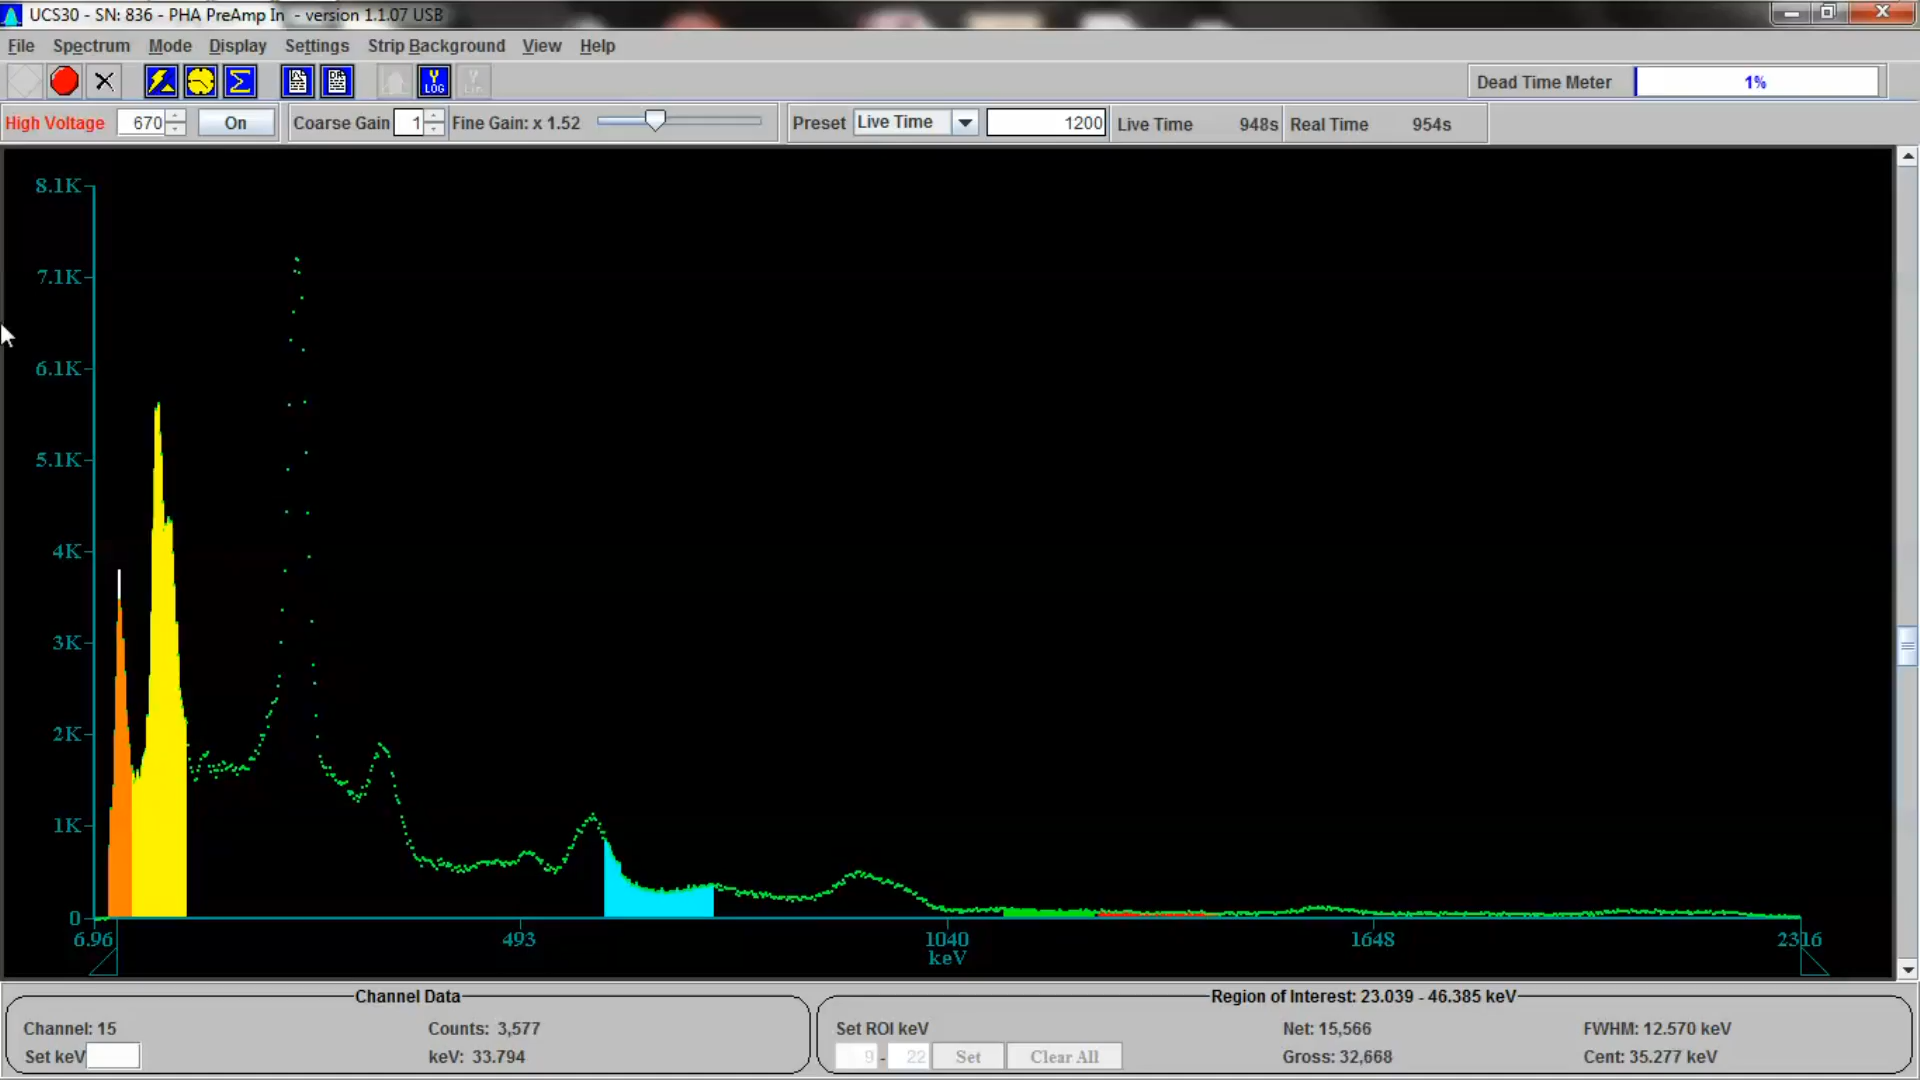 UCS30 - SN: 836 - PHA PreAmp In - version 1.1.07 USB
File Spectrum Mode Display Settings Strip Background View Help
Y LOG
Dead Time Meter 1%
High Voltage 670 On Coarse Gain 1 Fine Gain: x 1.52 Preset Live Time 1200 Live Time 948s Real Time 954s
8.1K
7.1K
6.1K
5.1K
4K
3K
2K
1K
0
6.96 493 1040 1648 2316
keV
Channel Data
Channel: 15 Counts: 3,577
Set keV keV: 33.794
Region of Interest: 23.039 - 46.385 keV
Set ROI keV Net: 15,566 FWHM: 12.570 keV
9 - 22 Set Clear All Gross: 32,668 Cent: 35.277 keV